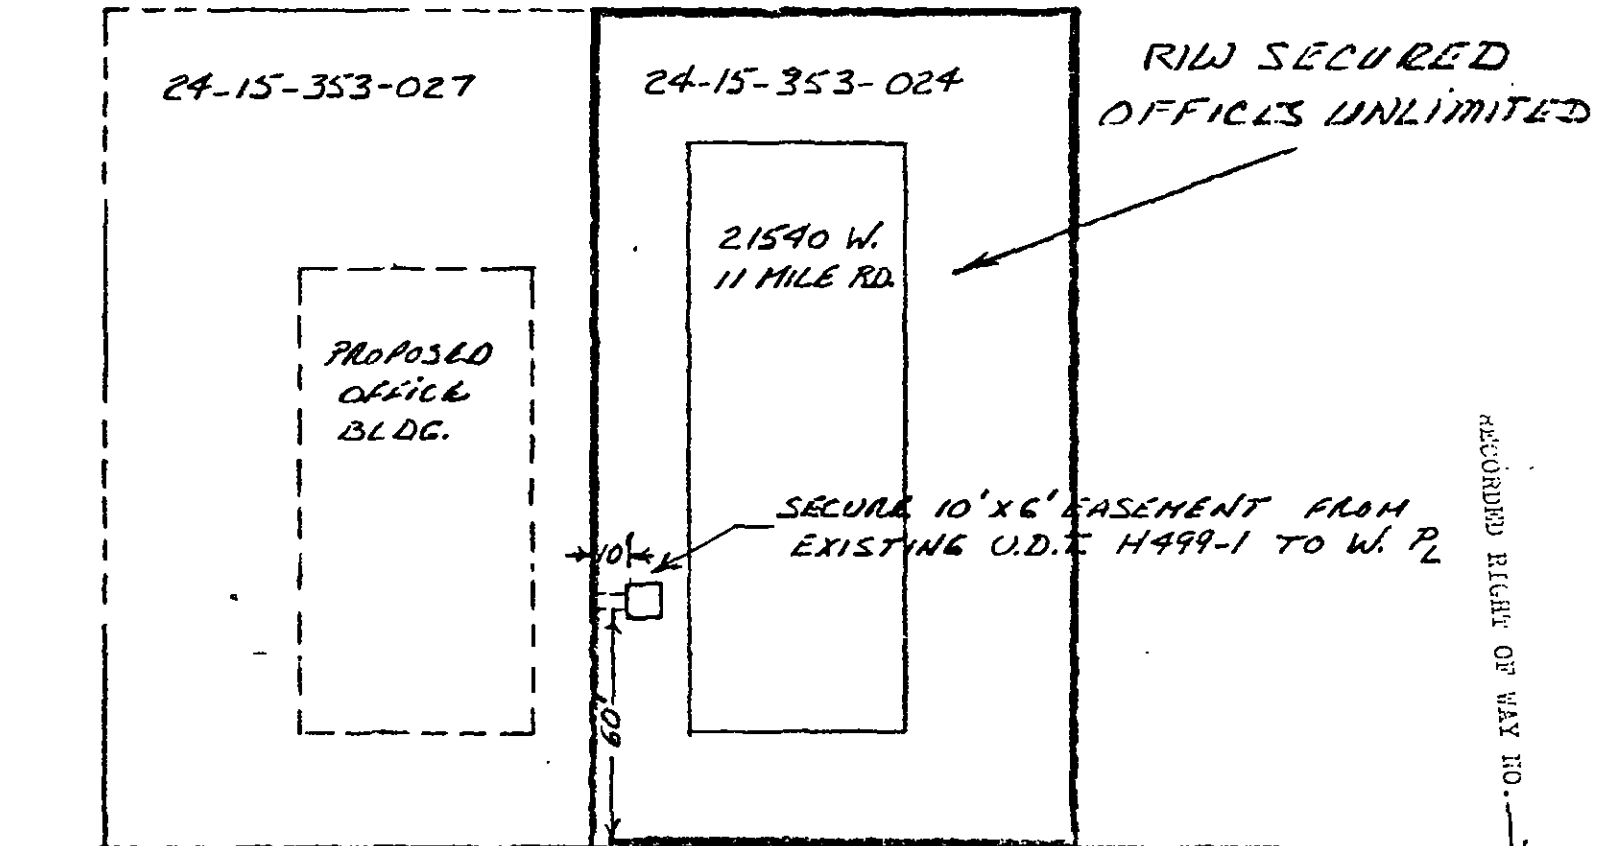 24-15-353-027
24-15-353-024
R/W SECURED
OFFICES UNLIMITED
21540 W.
11 MILE RD.
PROPOSED
OFFICE
BLDG.
SECURE 10'X6' EASEMENT FROM
EXISTING U.D.E H499-1 TO W. PL
10'
60'
RECORDED RIGHT OF WAY NO.